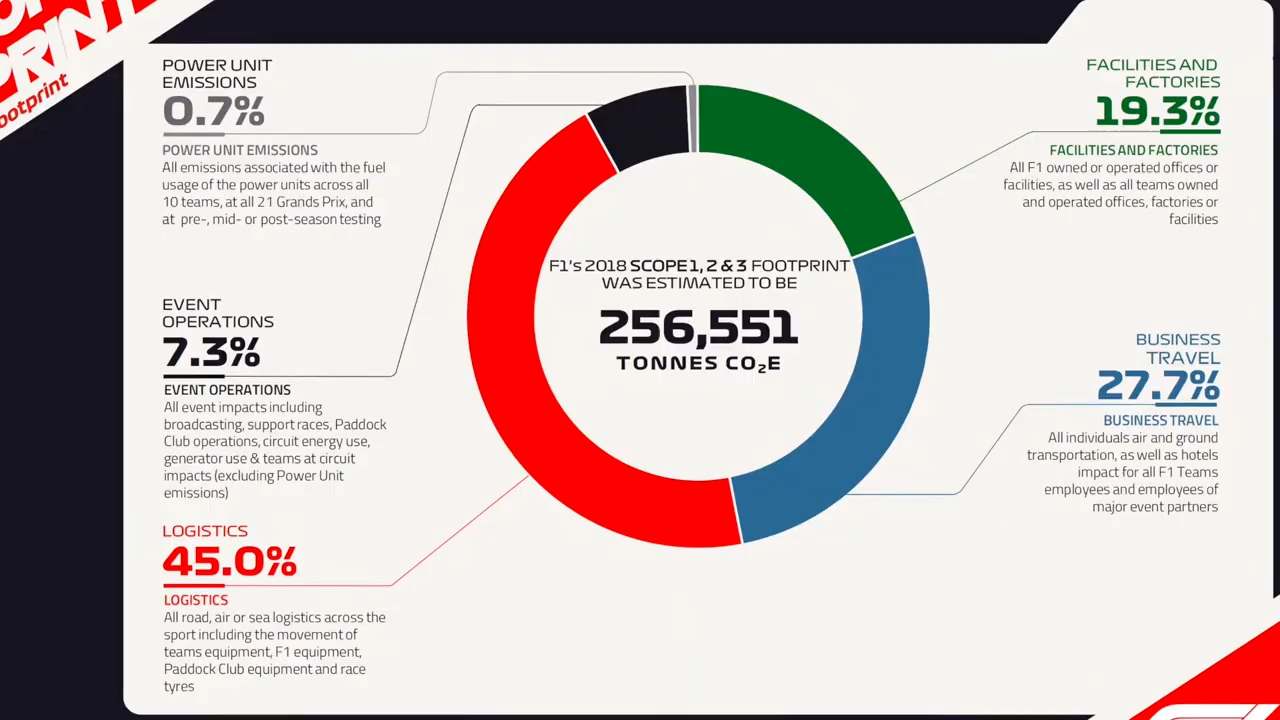 PRINT
ootprint
POWER UNIT
EMISSIONS
0.7%
POWER UNIT EMISSIONS
All emissions associated with the fuel
usage of the power units across all
10 teams, at all 21 Grands Prix, and
at pre-, mid- or post-season testing
EVENT
OPERATIONS
7.3%
EVENT OPERATIONS
All event impacts including
broadcasting, support races, Paddock
Club operations, circuit energy use,
generator use & teams at circuit
impacts (excluding Power Unit
emissions)
LOGISTICS
45.0%
LOGISTICS
All road, air or sea logistics across the
sport including the movement of
teams equipment, F1 equipment,
Paddock Club equipment and race
tyres
F1's 2018 SCOPE 1, 2 & 3 FOOTPRINT
WAS ESTIMATED TO BE
256,551
TONNES CO₂E
FACILITIES AND
FACTORIES
19.3%
FACILITIES AND FACTORIES
All F1 owned or operated offices or
facilities, as well as all teams owned
and operated offices, factories or
facilities
BUSINESS
TRAVEL
27.7%
BUSINESS TRAVEL
All individuals air and ground
transportation, as well as hotels
impact for all F1 Teams
employees and employees of
major event partners